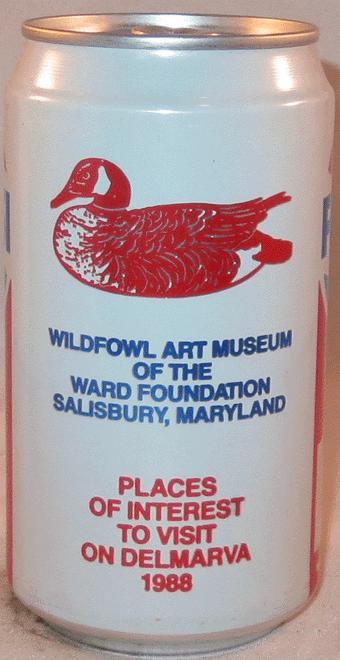 WILDFOWL ART MUSEUM
OF THE
WARD FOUNDATION
SALISBURY, MARYLAND
PLACES
OF INTEREST
TO VISIT
ON DELMARVA
1988